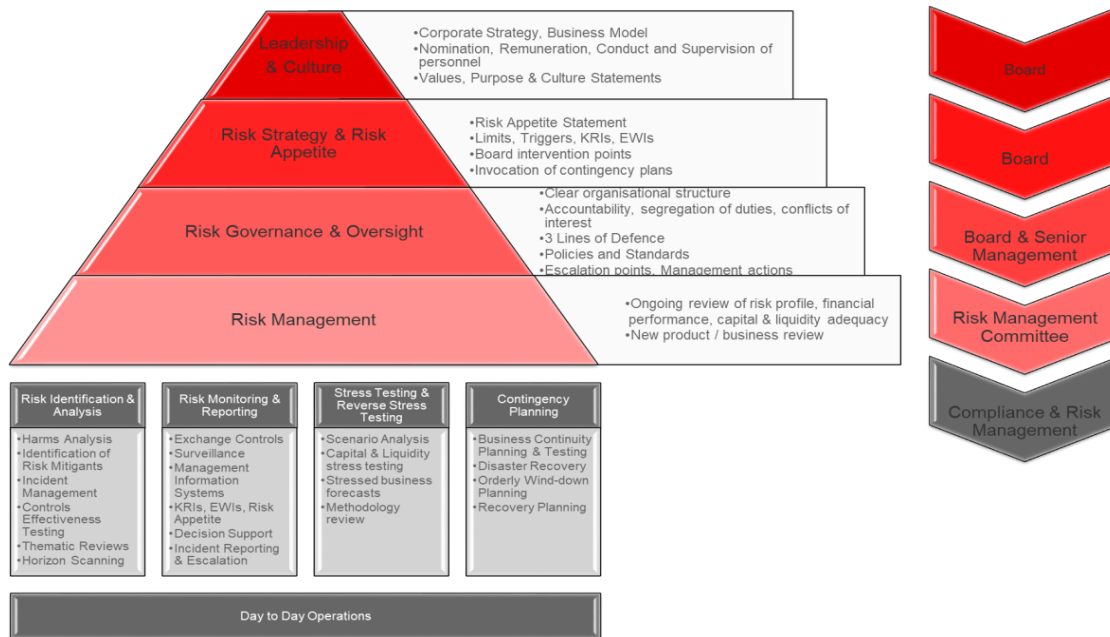 Leadership
& Culture
•Corporate Strategy, Business Model
•Nomination, Remuneration, Conduct and Supervision of
personnel
•Values, Purpose & Culture Statements
Risk Strategy & Risk
Appetite
•Risk Appetite Statement
•Limits, Triggers, KRIs, EWIs
•Board intervention points
•Invocation of contingency plans
Risk Governance & Oversight
•Clear organisational structure
•Accountability, segregation of duties, conflicts of
interest
•3 Lines of Defence
•Policies and Standards
•Escalation points, Management actions
Risk Management
•Ongoing review of risk profile, financial
performance, capital & liquidity adequacy
•New product / business review
Board
Board
Board & Senior
Management
Risk Management
Committee
Compliance & Risk
Management
Risk Identification &
Analysis
•Harms Analysis
•Identification of
Risk Mitigants
•Incident
Management
•Controls
Effectiveness
Testing
•Thematic Reviews
•Horizon Scanning
Risk Monitoring &
Reporting
•Exchange Controls
•Surveillance
•Management
Information
Systems
•KRIs, EWIs, Risk
Appetite
•Decision Support
•Incident Reporting
& Escalation
Stress Testing &
Reverse Stress
Testing
•Scenario Analysis
•Capital & Liquidity
stress testing
•Stressed business
forecasts
•Methodology
review
Contingency
Planning
•Business Continuity
Planning & Testing
•Disaster Recovery
•Orderly Wind-down
Planning
•Recovery Planning
Day to Day Operations